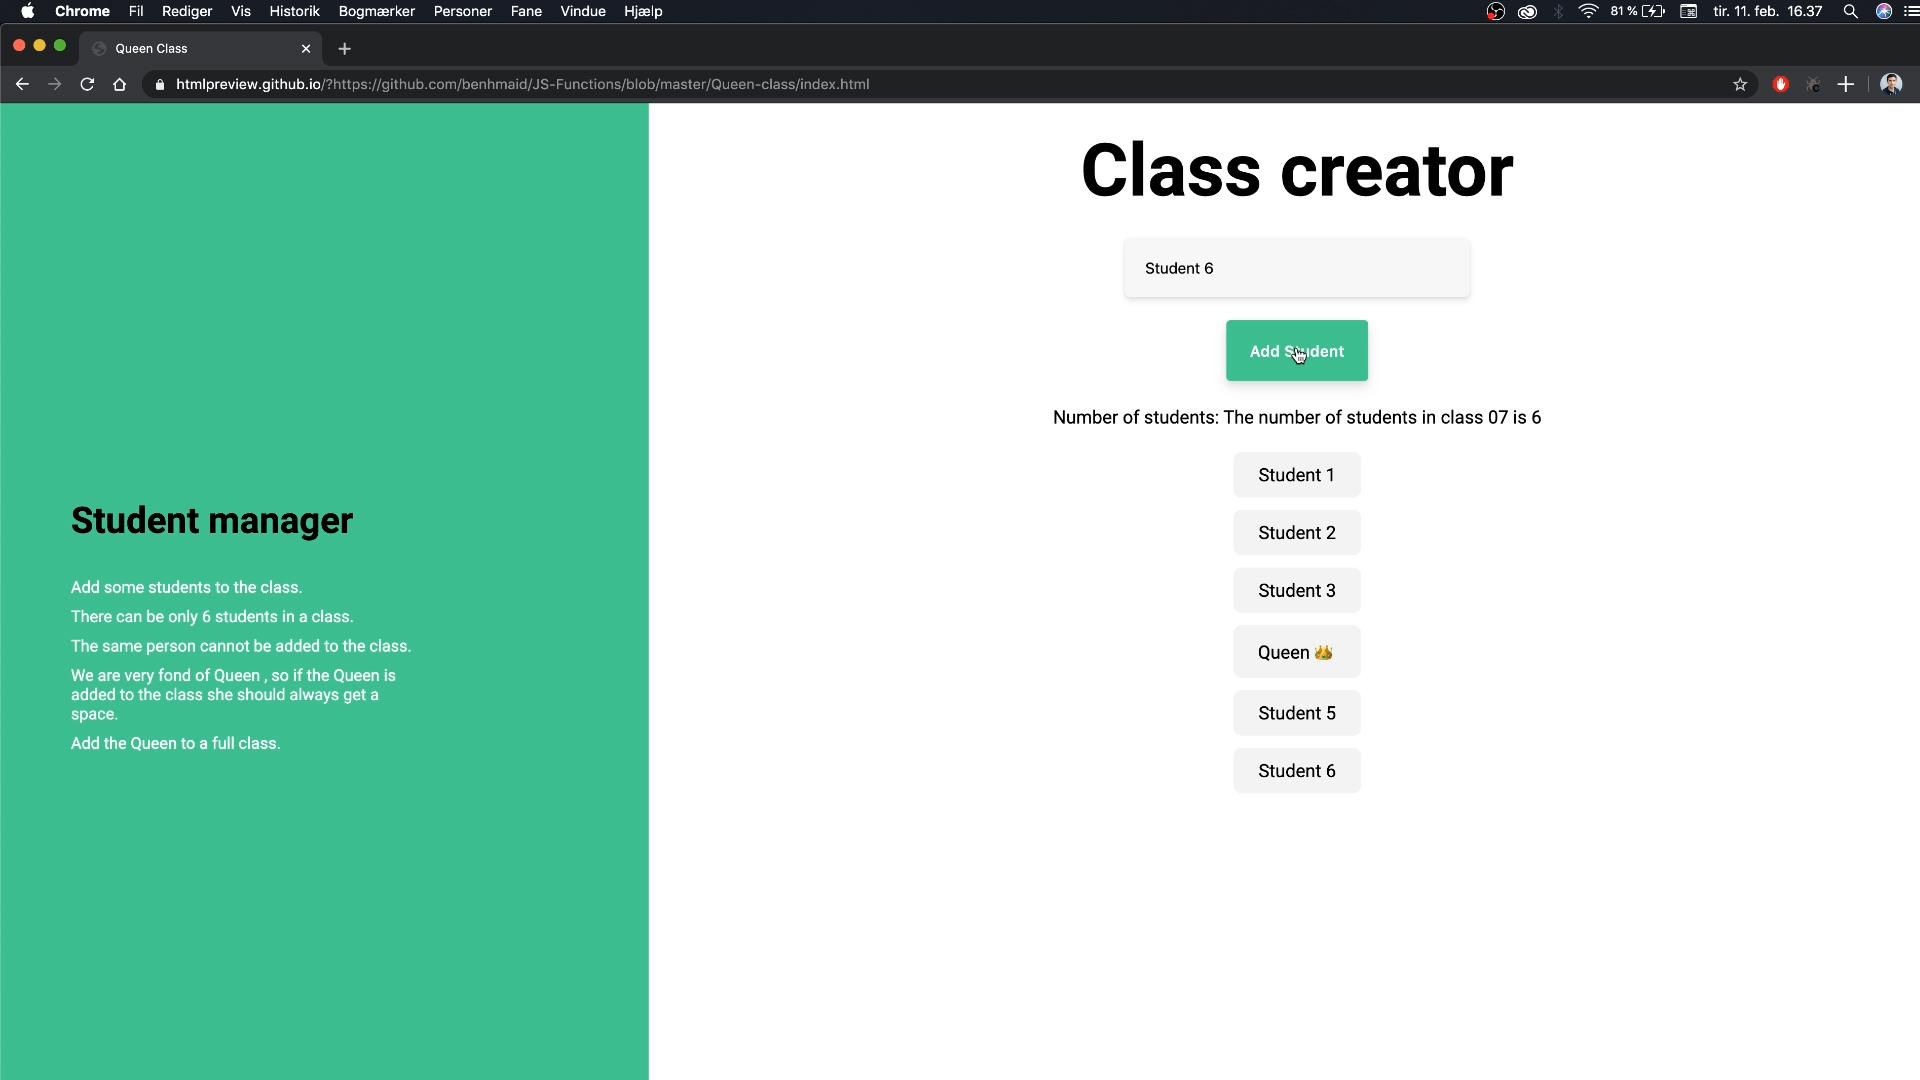 Chrome Fil Rediger Vis Historik Bogmærker Personer Fane Vindue Hjælp 81 % tir. 11. feb. 16.37
Queen Class
htmlpreview.github.io/?https://github.com/benhmaid/JS-Functions/blob/master/Queen-class/index.html
Class creator
Student 6
Add Student
Number of students: The number of students in class 07 is 6
Student 1
Student 2
Student 3
Queen 👑
Student 5
Student 6
Student manager
Add some students to the class.
There can be only 6 students in a class.
The same person cannot be added to the class.
We are very fond of Queen , so if the Queen is
added to the class she should always get a
space.
Add the Queen to a full class.